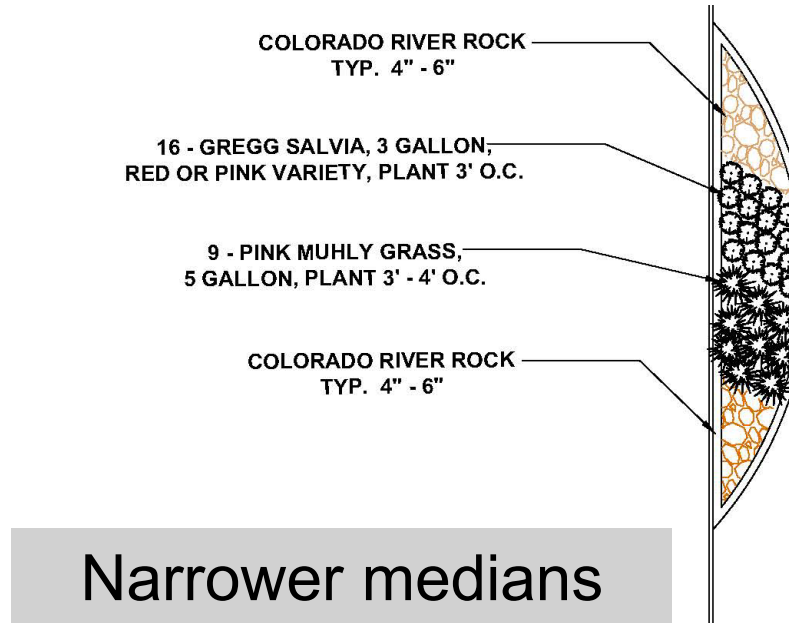 COLORADO RIVER ROCK
TYP. 4" - 6"
16 - GREGG SALVIA, 3 GALLON,
RED OR PINK VARIETY, PLANT 3' O.C.
9 - PINK MUHLY GRASS,
5 GALLON, PLANT 3' - 4' O.C.
COLORADO RIVER ROCK
TYP. 4" - 6"
Narrower medians